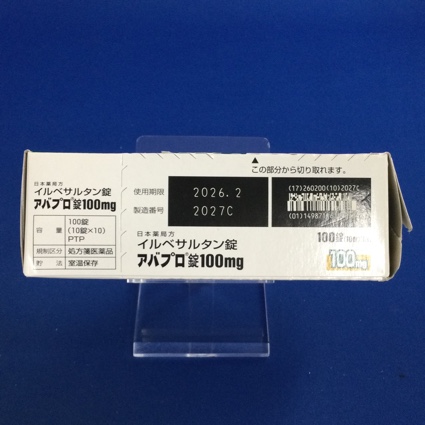 日本薬局方
イルベサルタン錠
アバプロ錠100mg
容量 100錠
(10錠×10)
PTP
規制区分 処方箋医薬品
貯法 室温保存
この部分から切り取れます。
使用期限 2026.2
製造番号 2027C
(17)260200(10)2027C
日本薬局方
イルベサルタン錠
アバプロ錠100mg
100錠
100mg